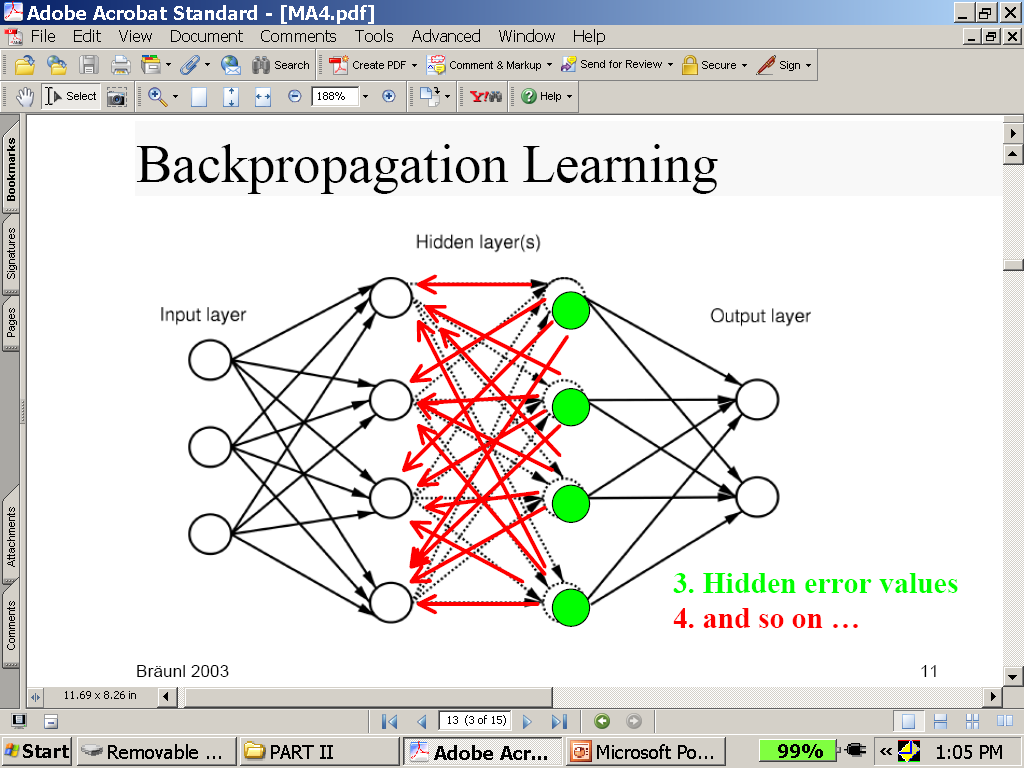 Adobe Acrobat Standard - [MA4.pdf]
File Edit View Document Comments Tools Advanced Window Help
Search Create PDF Comment & Markup Send for Review Secure Sign
Select 188% Y! Help
Bookmarks
Signatures
Pages
Attachments
Comments
Backpropagation Learning
Hidden layer(s)
Input layer
Output layer
3. Hidden error values
4. and so on …
Bräunl 2003
11
11.69 x 8.26 in
13 (3 of 15)
Start Removable ... PART II Adobe Acr... Microsoft Po... 99% « 1:05 PM